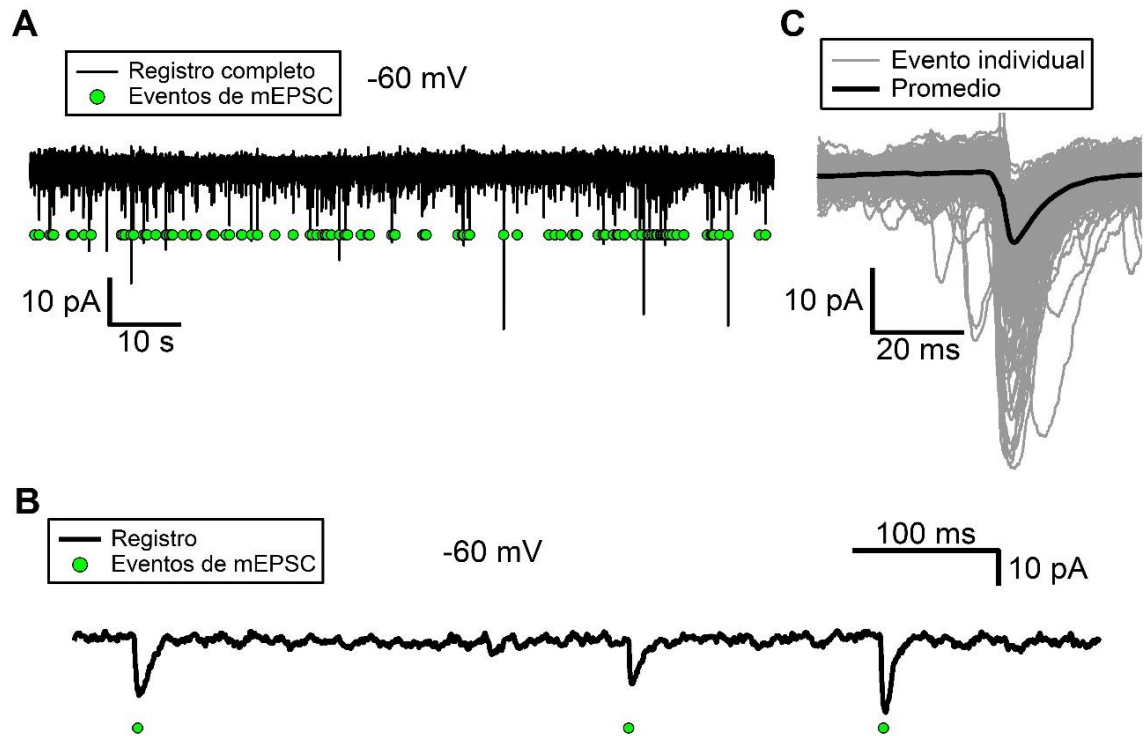 A
Registro completo
Eventos de mEPSC
-60 mV
10 pA
10 s
C
Evento individual
Promedio
10 pA
20 ms
B
Registro
Eventos de mEPSC
-60 mV
100 ms
10 pA